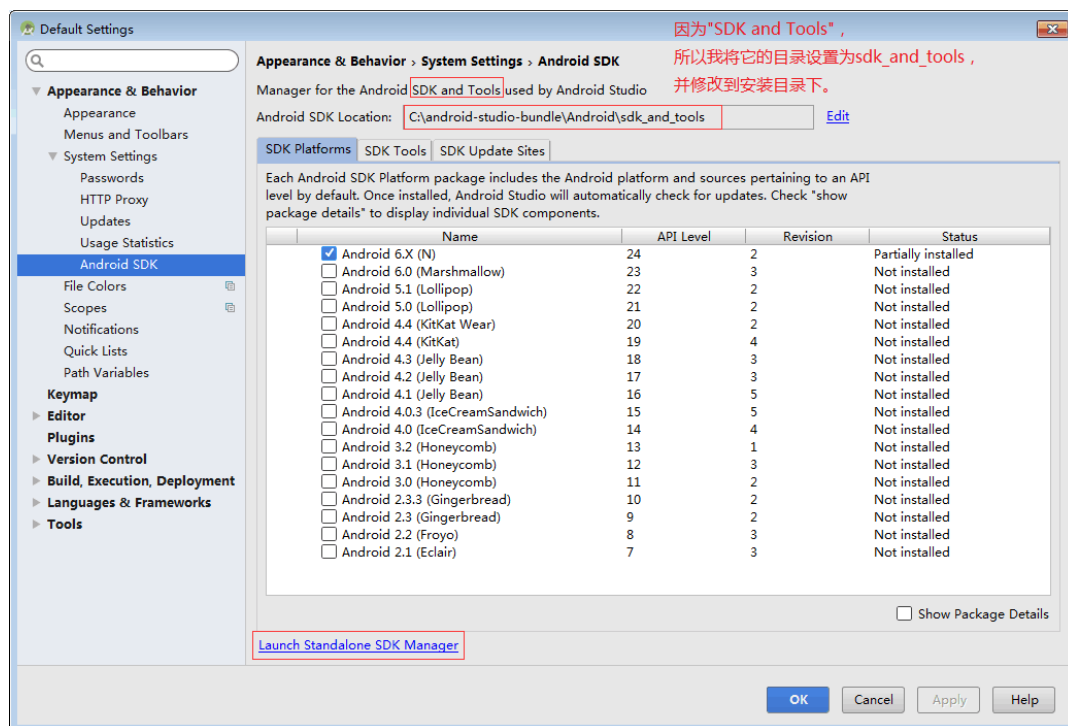 Default Settings
因为"SDK and Tools"，
所以我将它的目录设置为sdk_and_tools，
并修改到安装目录下。
Appearance & Behavior
Appearance
Menus and Toolbars
System Settings
Passwords
HTTP Proxy
Updates
Usage Statistics
Android SDK
File Colors
Scopes
Notifications
Quick Lists
Path Variables
Keymap
Editor
Plugins
Version Control
Build, Execution, Deployment
Languages & Frameworks
Tools
Appearance & Behavior › System Settings › Android SDK
Manager for the Android SDK and Tools used by Android Studio
Android SDK Location: C:\android-studio-bundle\Android\sdk_and_tools Edit
SDK Platforms SDK Tools SDK Update Sites
Each Android SDK Platform package includes the Android platform and sources pertaining to an API
level by default. Once installed, Android Studio will automatically check for updates. Check "show
package details" to display individual SDK components.
Name API Level Revision Status
Android 6.X (N) 24 2 Partially installed
Android 6.0 (Marshmallow) 23 3 Not installed
Android 5.1 (Lollipop) 22 2 Not installed
Android 5.0 (Lollipop) 21 2 Not installed
Android 4.4 (KitKat Wear) 20 2 Not installed
Android 4.4 (KitKat) 19 4 Not installed
Android 4.3 (Jelly Bean) 18 3 Not installed
Android 4.2 (Jelly Bean) 17 3 Not installed
Android 4.1 (Jelly Bean) 16 5 Not installed
Android 4.0.3 (IceCreamSandwich) 15 5 Not installed
Android 4.0 (IceCreamSandwich) 14 4 Not installed
Android 3.2 (Honeycomb) 13 1 Not installed
Android 3.1 (Honeycomb) 12 3 Not installed
Android 3.0 (Honeycomb) 11 2 Not installed
Android 2.3.3 (Gingerbread) 10 2 Not installed
Android 2.3 (Gingerbread) 9 2 Not installed
Android 2.2 (Froyo) 8 3 Not installed
Android 2.1 (Eclair) 7 3 Not installed
Show Package Details
Launch Standalone SDK Manager
OK Cancel Apply Help